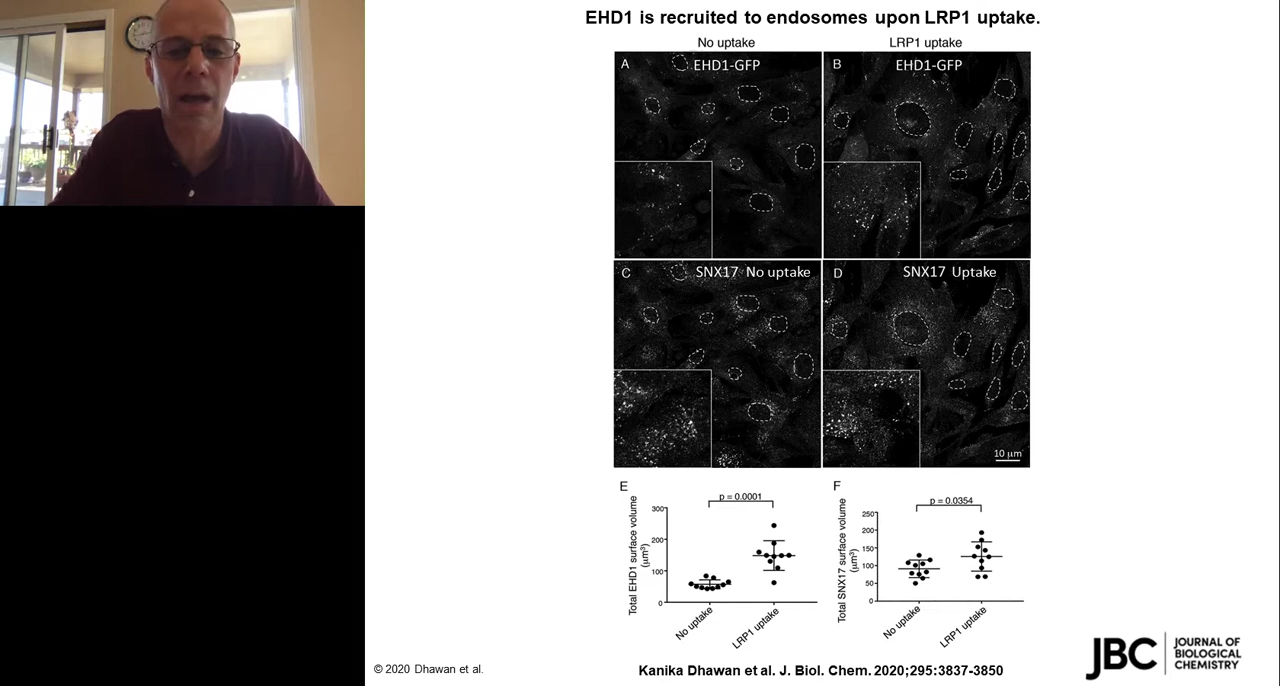 EHD1 is recruited to endosomes upon LRP1 uptake.
No uptake
LRP1 uptake
A
EHD1-GFP
B
EHD1-GFP
C
SNX17 No uptake
D
SNX17 Uptake
10 µm
E
p = 0.0001
Total EHD1 surface volume
(µm³)
300
200
100
0
No uptake
LRP1 uptake
F
p = 0.0354
Total SNX17 surface volume
(µm³)
250
200
150
100
50
0
No uptake
LRP1 uptake
© 2020 Dhawan et al.
Kanika Dhawan et al. J. Biol. Chem. 2020;295:3837-3850
JBC
JOURNAL OF
BIOLOGICAL
CHEMISTRY